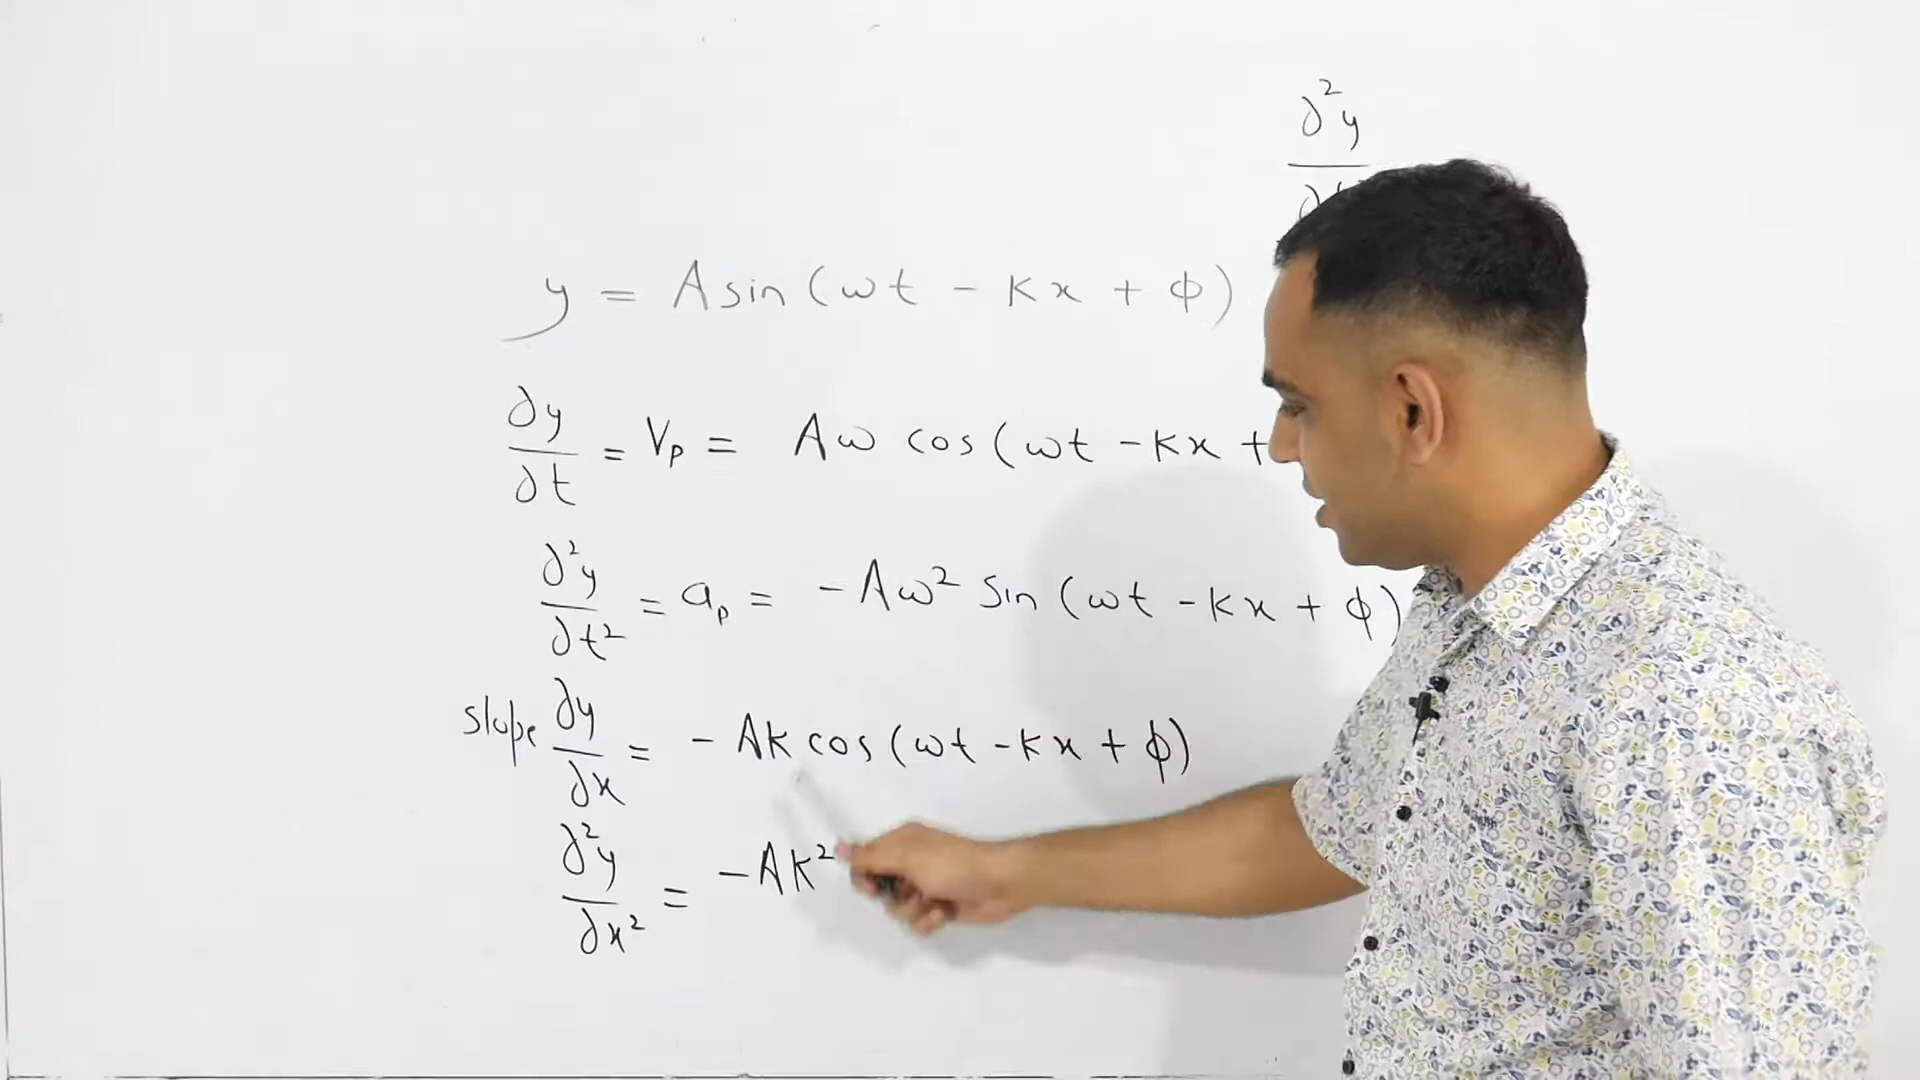 ∂²y
∂
y = A sin (ωt - kx + φ)
∂y/∂t = Vp = Aω cos (ωt - kx +
∂²y/∂t² = ap = -Aω² sin (ωt - kx + φ)
slope ∂y/∂x = - Ak cos (ωt - kx + φ)
∂²y/∂x² = -Ak²